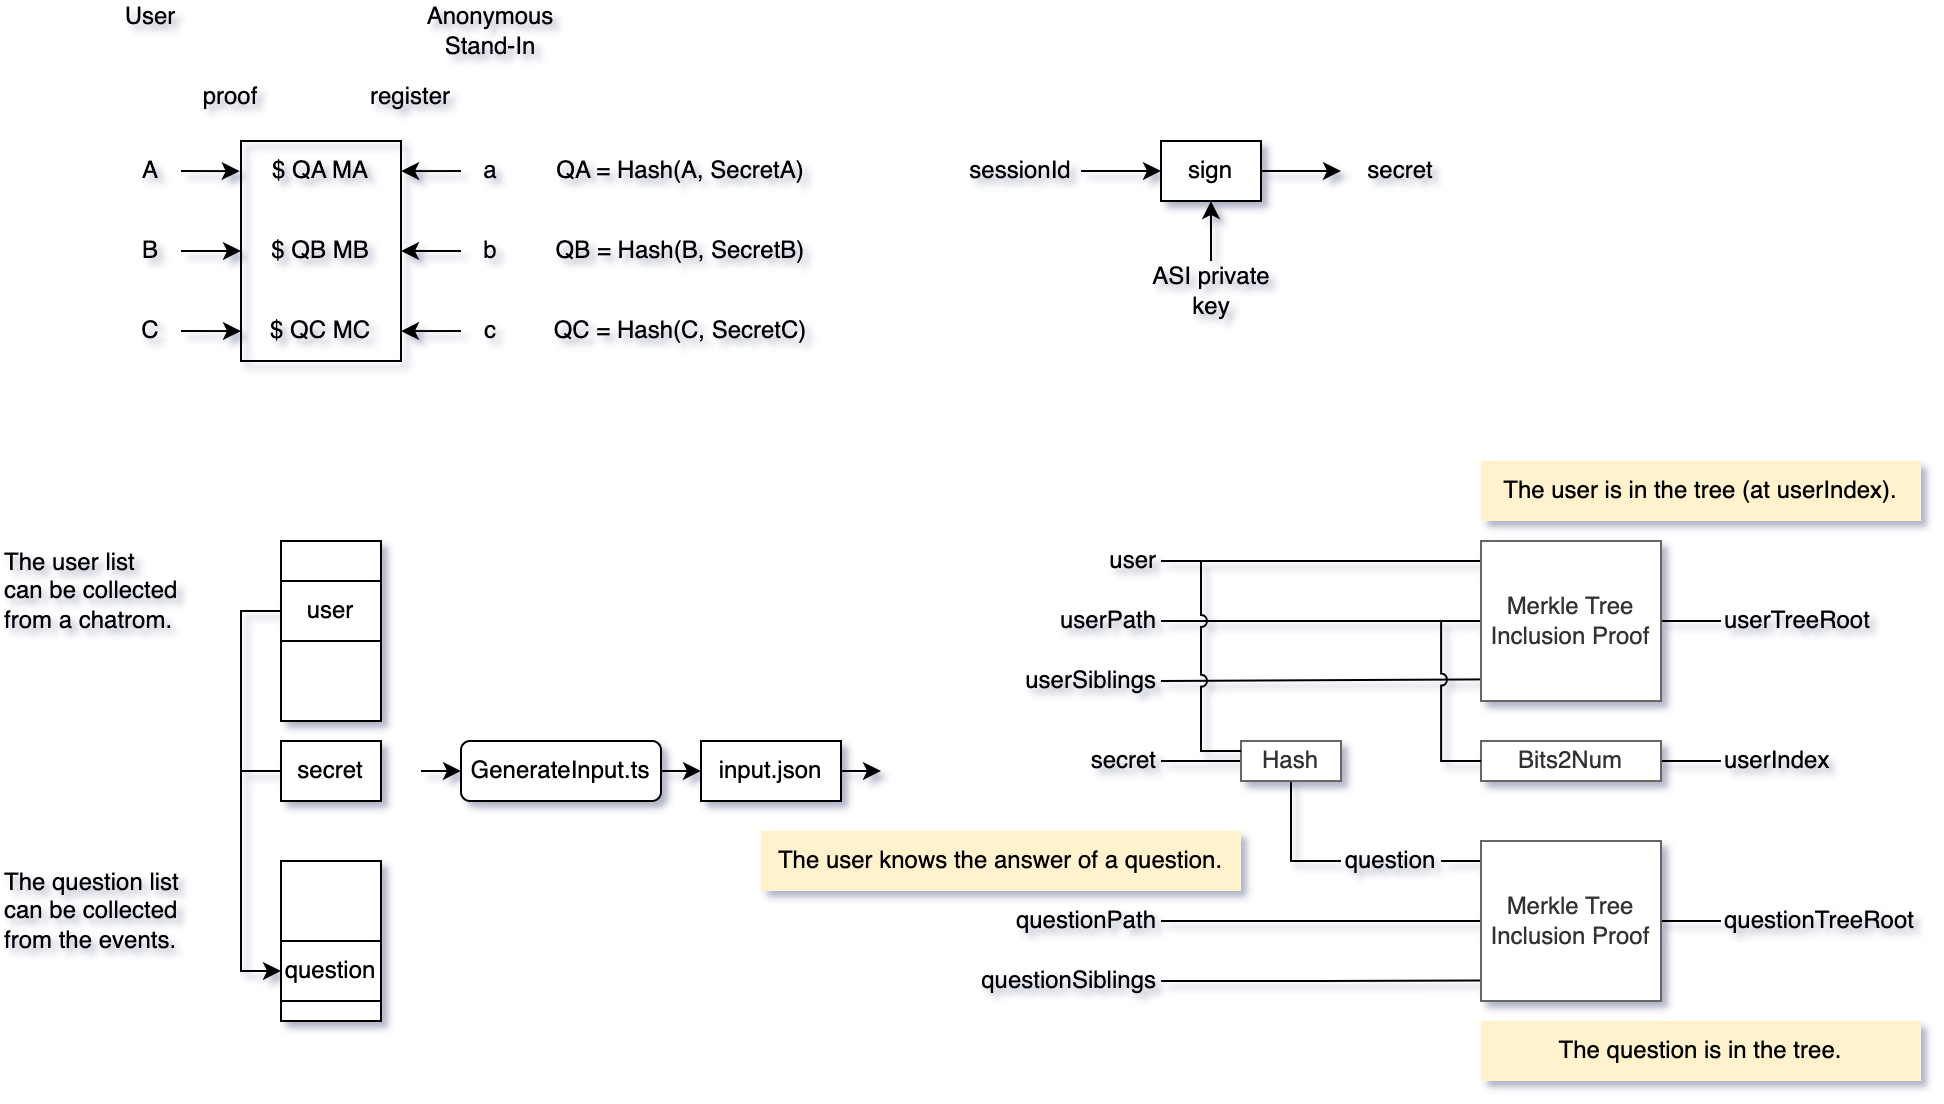 User
Anonymous
Stand-In
proof
register
A
$ QA MA
a
QA = Hash(A, SecretA)
B
$ QB MB
b
QB = Hash(B, SecretB)
C
$ QC MC
c
QC = Hash(C, SecretC)
sessionId
sign
secret
ASI private
key
The user list
can be collected
from a chatrom.
user
secret
GenerateInput.ts
input.json
The question list
can be collected
from the events.
question
The user is in the tree (at userIndex).
user
userPath
userSiblings
Merkle Tree
Inclusion Proof
userTreeRoot
secret
Hash
Bits2Num
userIndex
The user knows the answer of a question.
question
questionPath
questionSiblings
Merkle Tree
Inclusion Proof
questionTreeRoot
The question is in the tree.